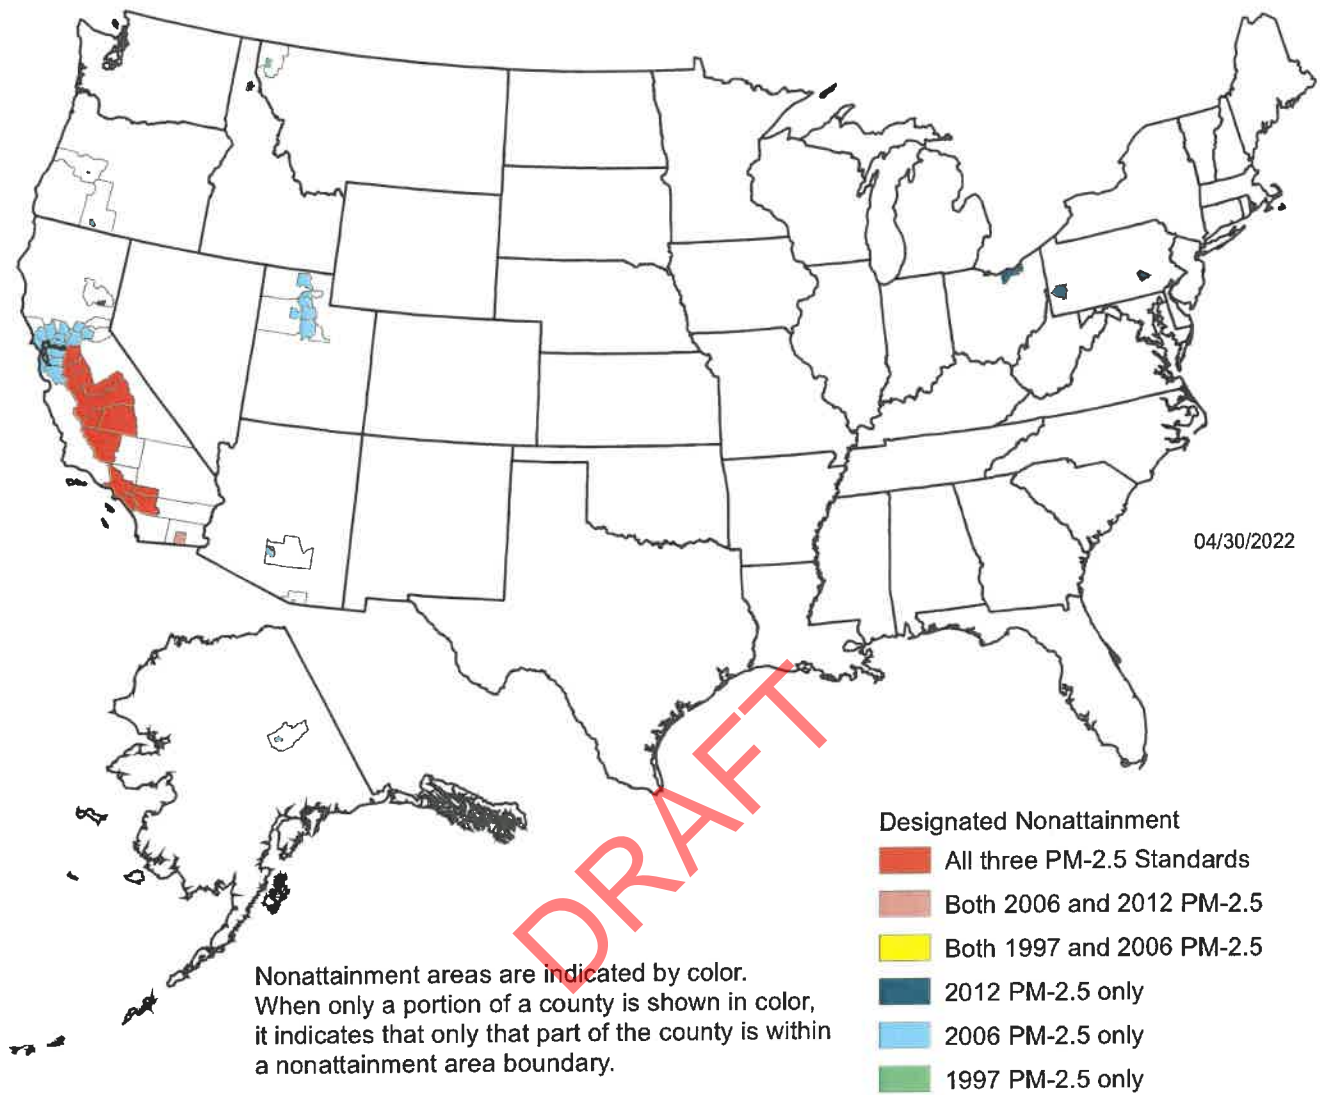 04/30/2022
DRAFT
Designated Nonattainment
All three PM-2.5 Standards
Both 2006 and 2012 PM-2.5
Both 1997 and 2006 PM-2.5
2012 PM-2.5 only
2006 PM-2.5 only
1997 PM-2.5 only
Nonattainment areas are indicated by color.
When only a portion of a county is shown in color,
it indicates that only that part of the county is within
a nonattainment area boundary.